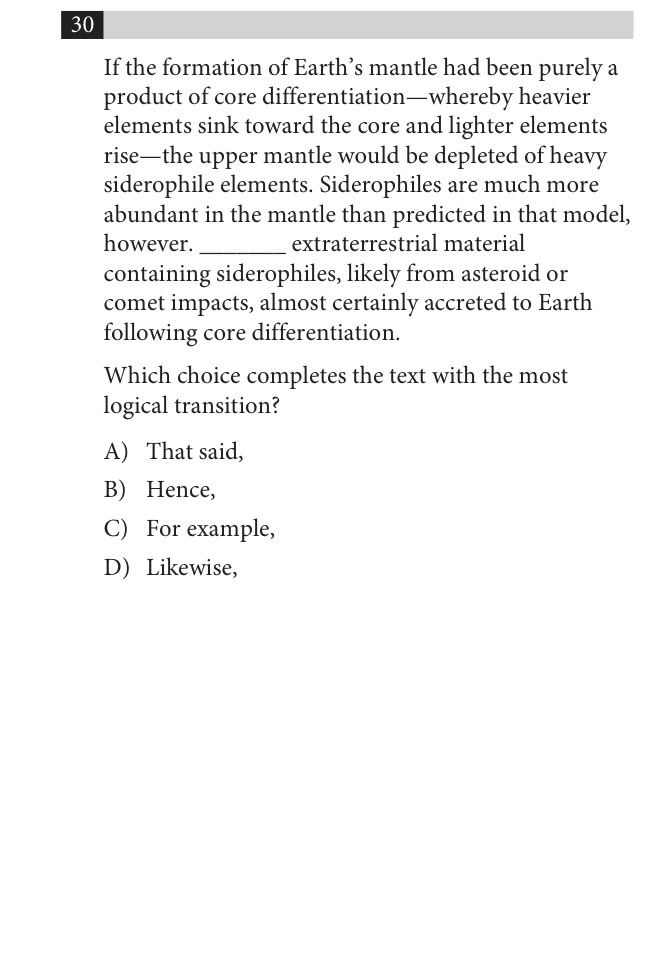 30
If the formation of Earth’s mantle had been purely a
product of core differentiation—whereby heavier
elements sink toward the core and lighter elements
rise—the upper mantle would be depleted of heavy
siderophile elements. Siderophiles are much more
abundant in the mantle than predicted in that model,
however. _______ extraterrestrial material
containing siderophiles, likely from asteroid or
comet impacts, almost certainly accreted to Earth
following core differentiation.
Which choice completes the text with the most
logical transition?
A) That said,
B) Hence,
C) For example,
D) Likewise,